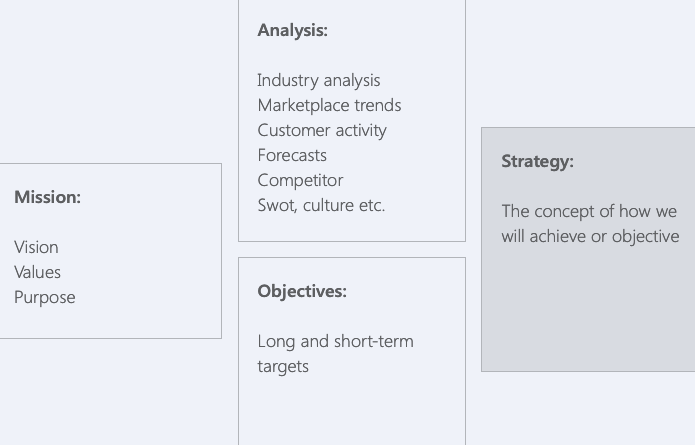 Mission:
Vision
Values
Purpose
Analysis:
Industry analysis
Marketplace trends
Customer activity
Forecasts
Competitor
Swot, culture etc.
Objectives:
Long and short-term
targets
Strategy:
The concept of how we
will achieve or objective